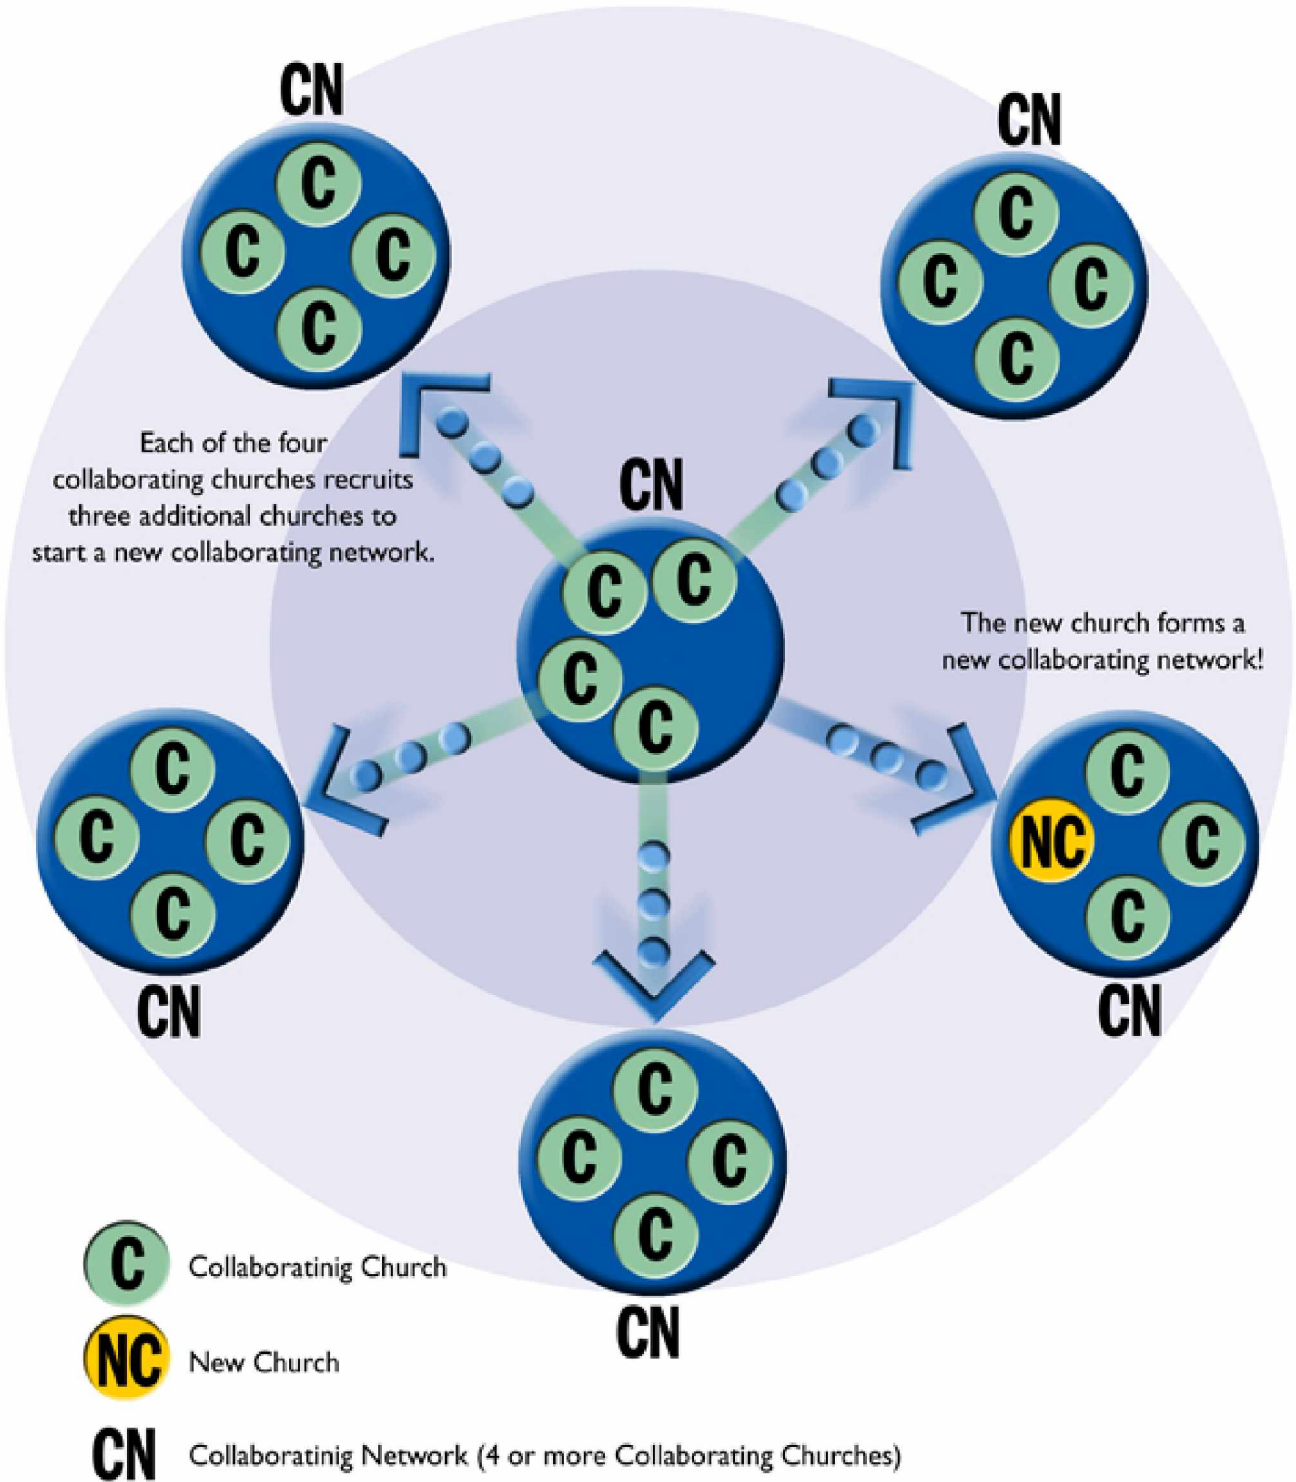 CN
CN
C
C
C
C
C
C
C
C
Each of the four
collaborating churches recruits
three additional churches to
start a new collaborating network.
CN
C
C
C
C
The new church forms a
new collaborating network!
C
C
C
C
CN
C
NC
C
C
CN
C
C
C
C
CN
C Collaboratinig Church
NC New Church
CN Collaboratinig Network (4 or more Collaborating Churches)